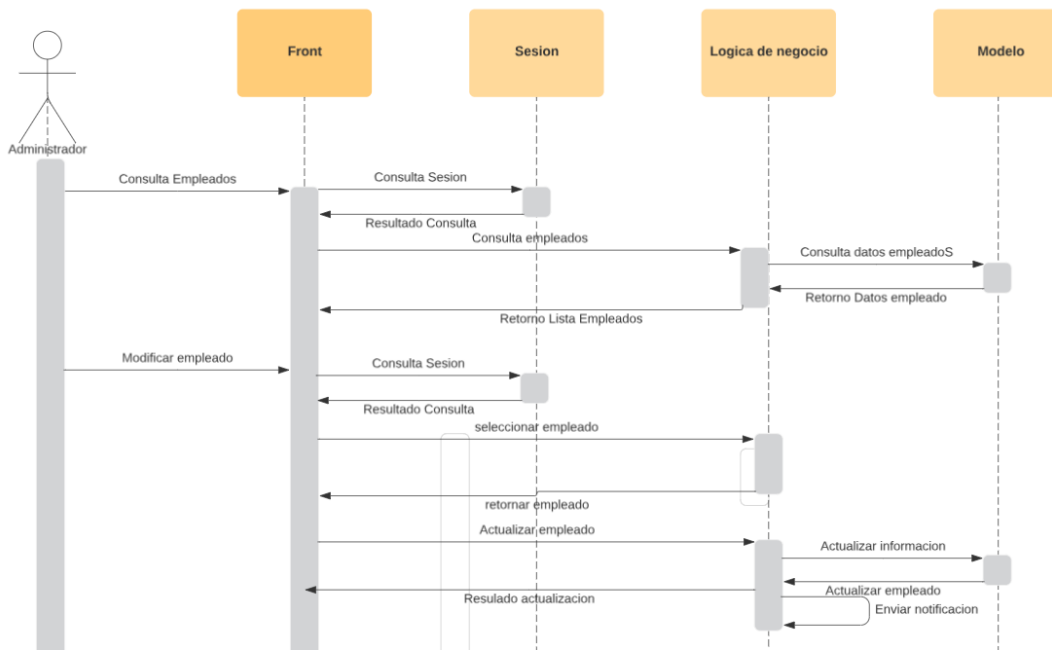 Front
Sesion
Logica de negocio
Modelo
Administrador
Consulta Empleados
Consulta Sesion
Resultado Consulta
Consulta empleados
Consulta datos empleadoS
Retorno Datos empleado
Retorno Lista Empleados
Modificar empleado
Consulta Sesion
Resultado Consulta
seleccionar empleado
retornar empleado
Actualizar empleado
Actualizar informacion
Actualizar empleado
Resulado actualizacion
Enviar notificacion